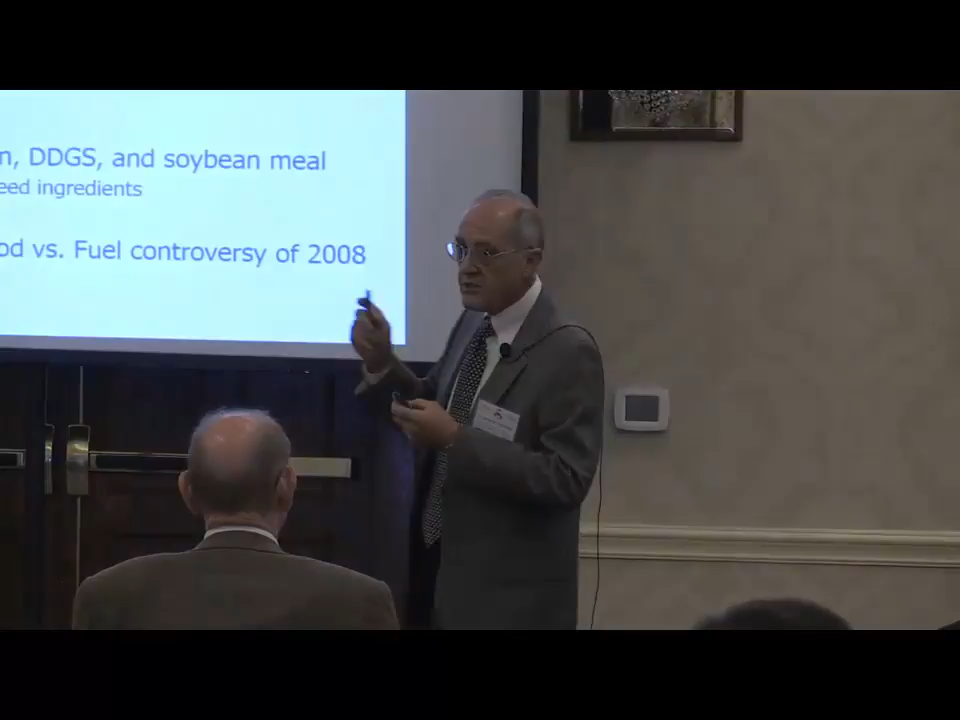 n, DDGS, and soybean meal
eed ingredients
od vs. Fuel controversy of 2008